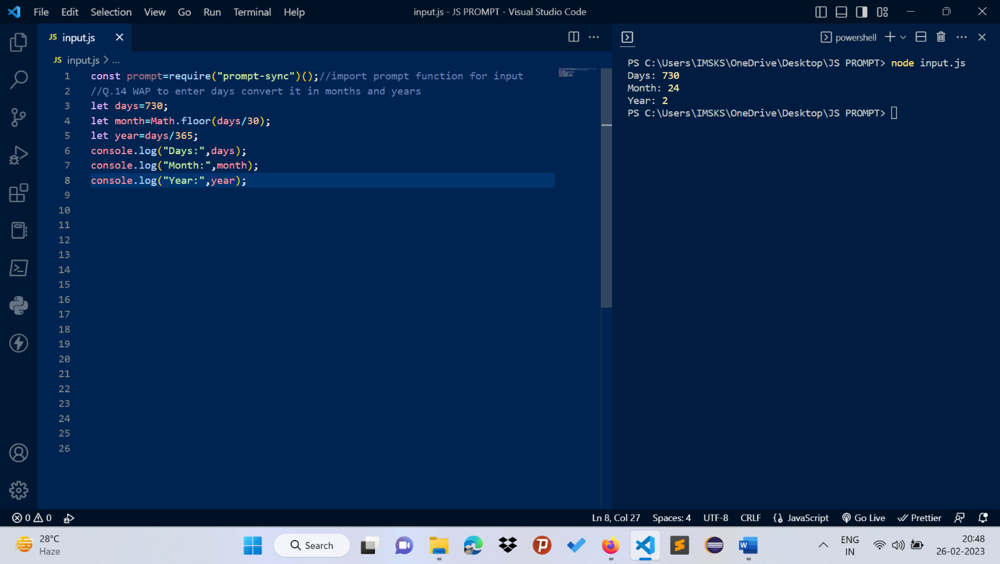 File Edit Selection View Go Run Terminal Help
input.js - JS PROMPT - Visual Studio Code
JS input.js
powershell
JS input.js > ...
1 const prompt=require("prompt-sync")();//import prompt function for input
2 //Q.14 WAP to enter days convert it in months and years
3 let days=730;
4 let month=Math.floor(days/30);
5 let year=days/365;
6 console.log("Days:",days);
7 console.log("Month:",month);
8 console.log("Year:",year);
9
10
11
12
13
14
15
16
17
18
19
20
21
22
23
24
25
26
PS C:\Users\IMSKS\OneDrive\Desktop\JS PROMPT> node input.js
Days: 730
Month: 24
Year: 2
PS C:\Users\IMSKS\OneDrive\Desktop\JS PROMPT>
0 0
Ln 8, Col 27 Spaces: 4 UTF-8 CRLF JavaScript Go Live Prettier
28°C
Haze
Search
ENG
IN
20:48
26-02-2023